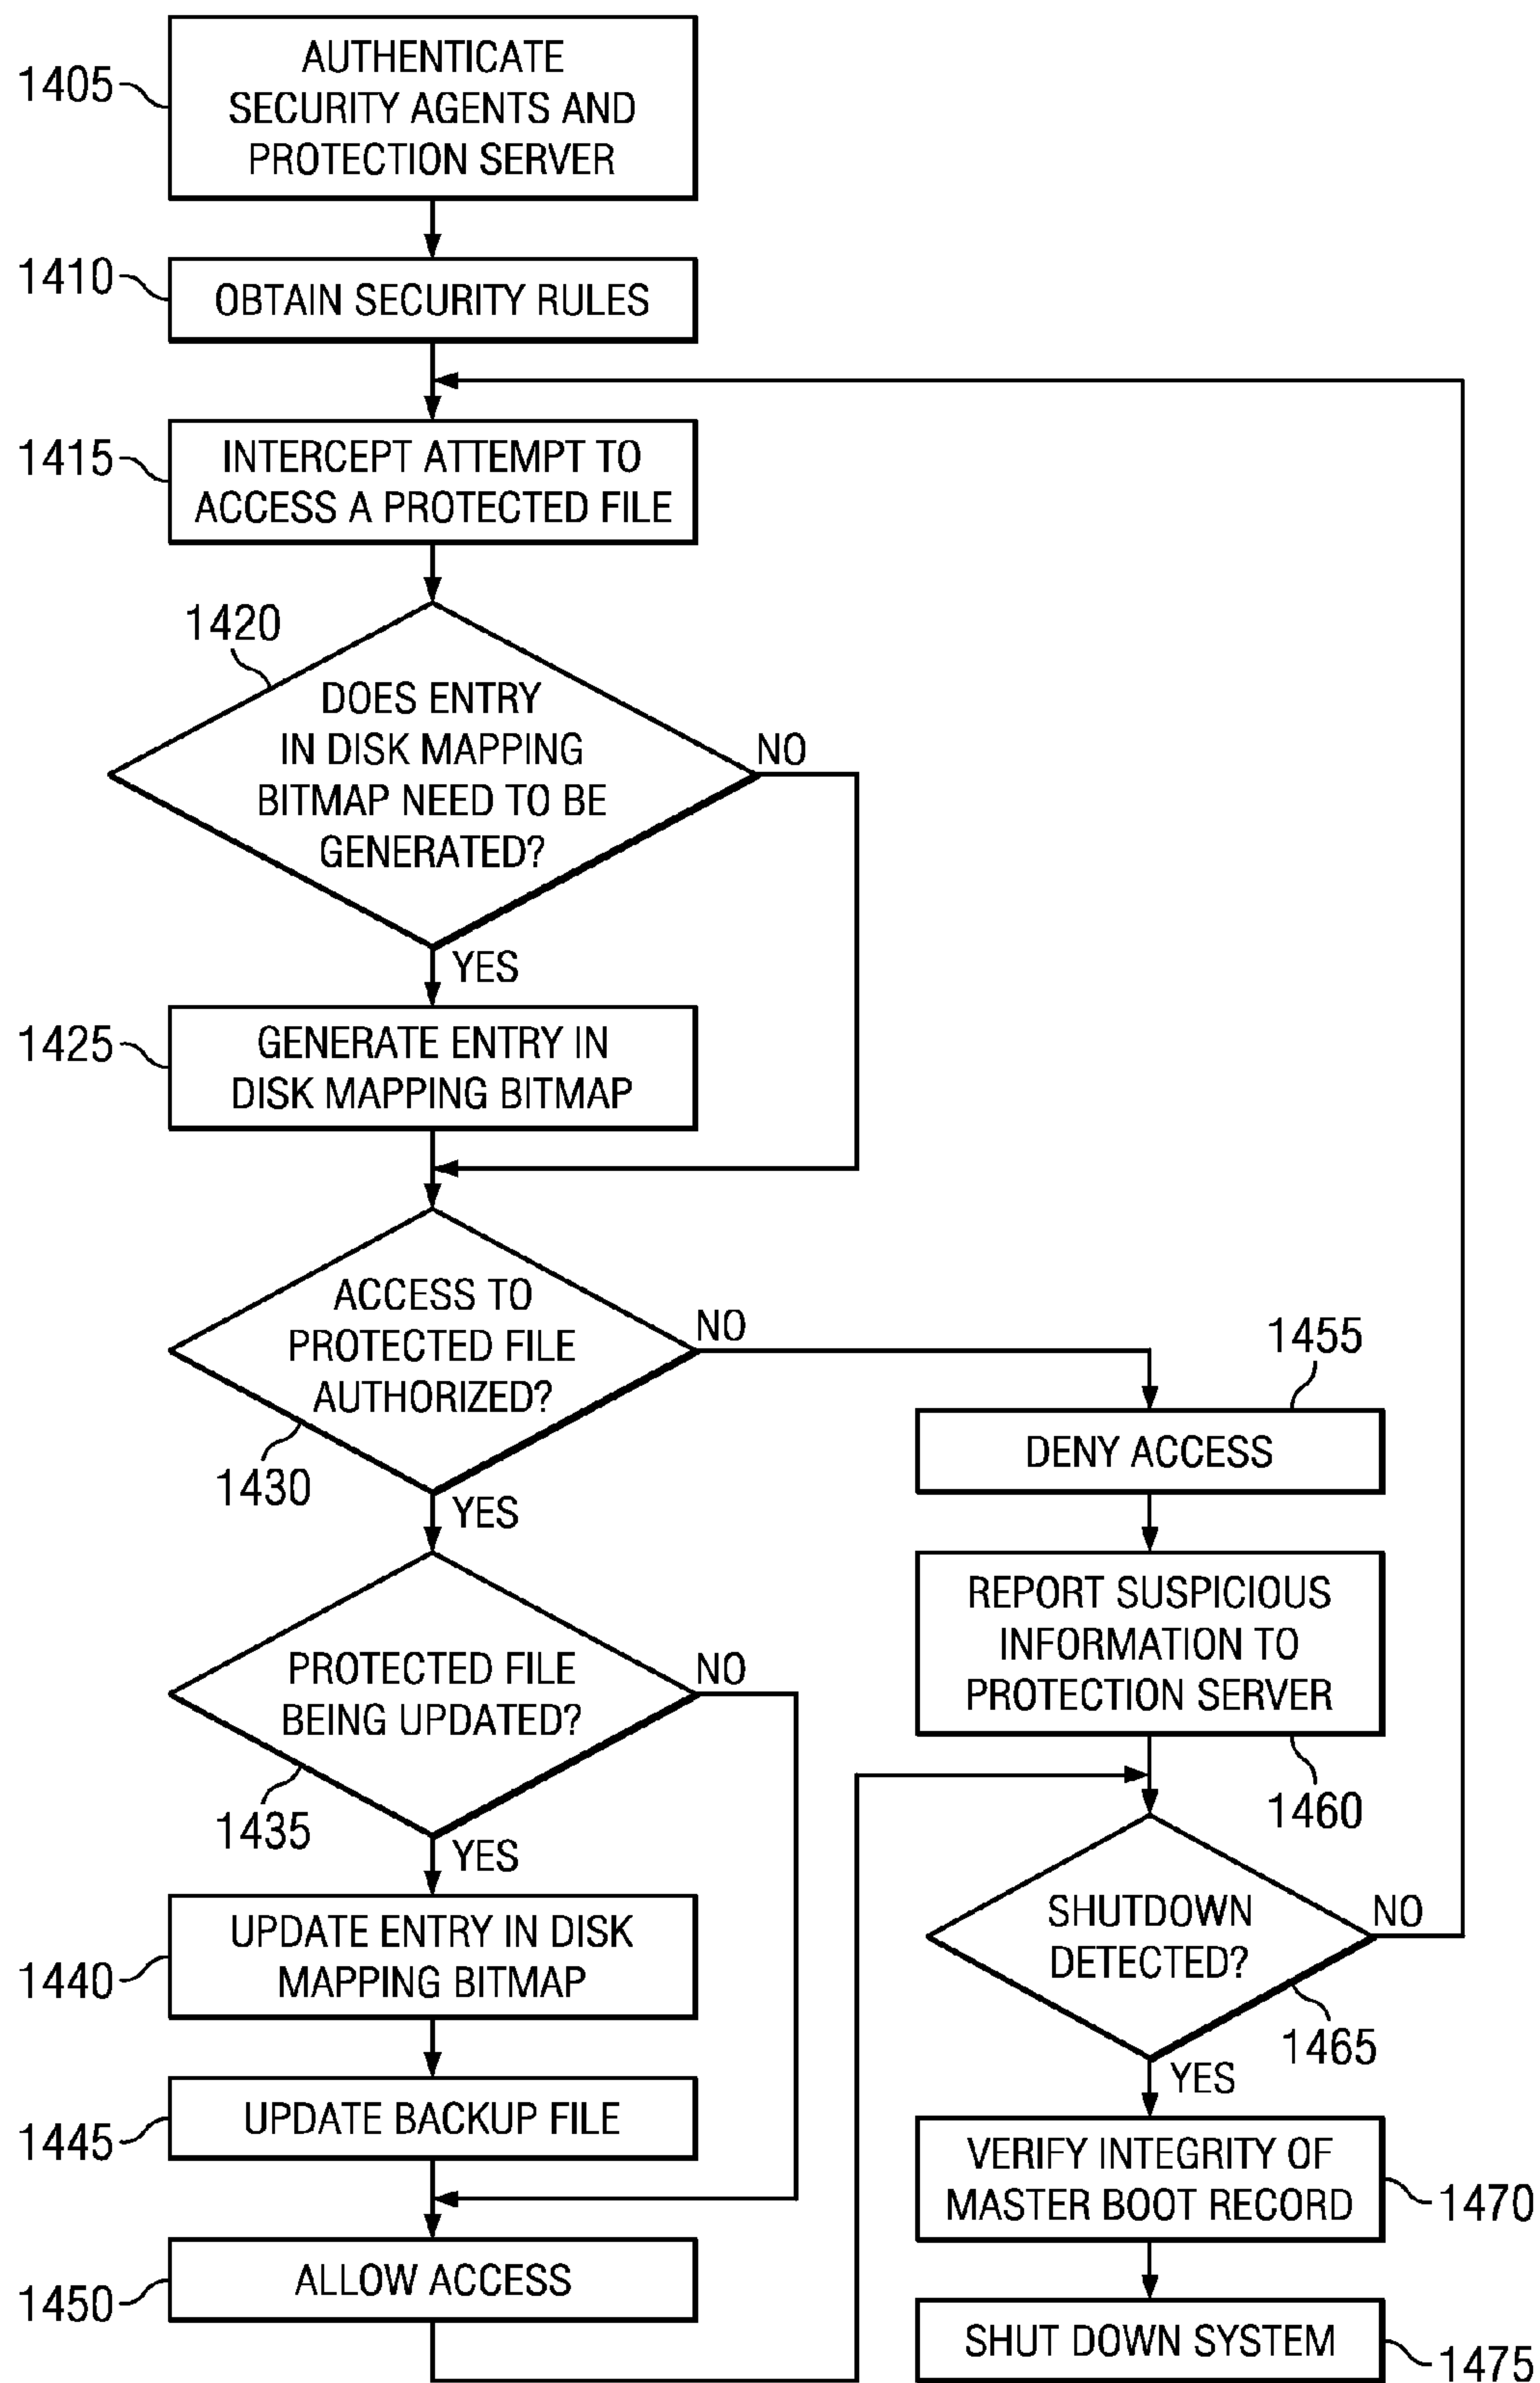 1405
AUTHENTICATE
SECURITY AGENTS AND
PROTECTION SERVER
1410
OBTAIN SECURITY RULES
1415
INTERCEPT ATTEMPT TO
ACCESS A PROTECTED FILE
1420
DOES ENTRY
IN DISK MAPPING
BITMAP NEED TO BE
GENERATED?
NO
YES
1425
GENERATE ENTRY IN
DISK MAPPING BITMAP
ACCESS TO
PROTECTED FILE
AUTHORIZED?
NO
1430
YES
PROTECTED FILE
BEING UPDATED?
NO
1435
YES
1440
UPDATE ENTRY IN DISK
MAPPING BITMAP
1445
UPDATE BACKUP FILE
1450
ALLOW ACCESS
1455
DENY ACCESS
REPORT SUSPICIOUS
INFORMATION TO
PROTECTION SERVER
1460
SHUTDOWN
DETECTED?
NO
1465
YES
VERIFY INTEGRITY OF
MASTER BOOT RECORD
1470
SHUT DOWN SYSTEM
1475